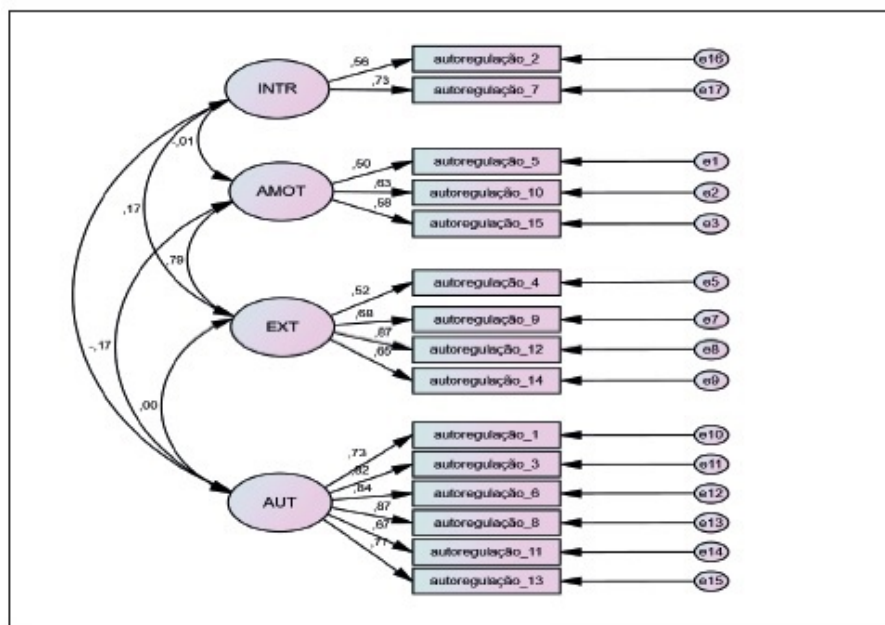 ,56
autoregulação_2
e16
INTR
,73
autoregulação_7
e17
-,01
,50
autoregulação_5
e1
AMOT
,63
autoregulação_10
e2
,58
autoregulação_15
e3
,17
,79
,52
autoregulação_4
e5
EXT
,68
autoregulação_9
e7
,87
autoregulação_12
e8
,65
autoregulação_14
e9
-,17
,00
,73
autoregulação_1
e10
,82
autoregulação_3
e11
AUT
,84
autoregulação_6
e12
,87
autoregulação_8
e13
,67
autoregulação_11
e14
,71
autoregulação_13
e15